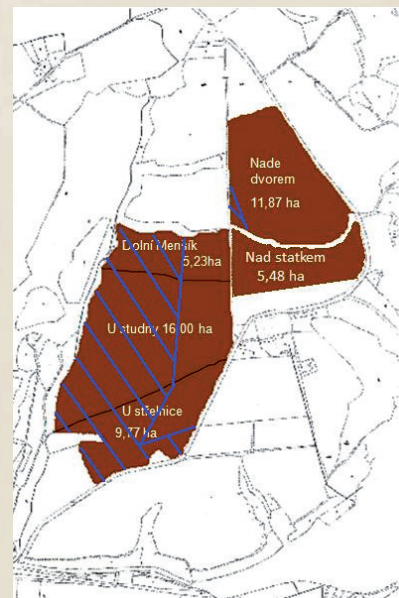 Nade
dvorem
11,87 ha
Nad statkem
5,48 ha
Dolní Menšík
5,23ha
U studny 16,00 ha
U střelnice
9,77 ha